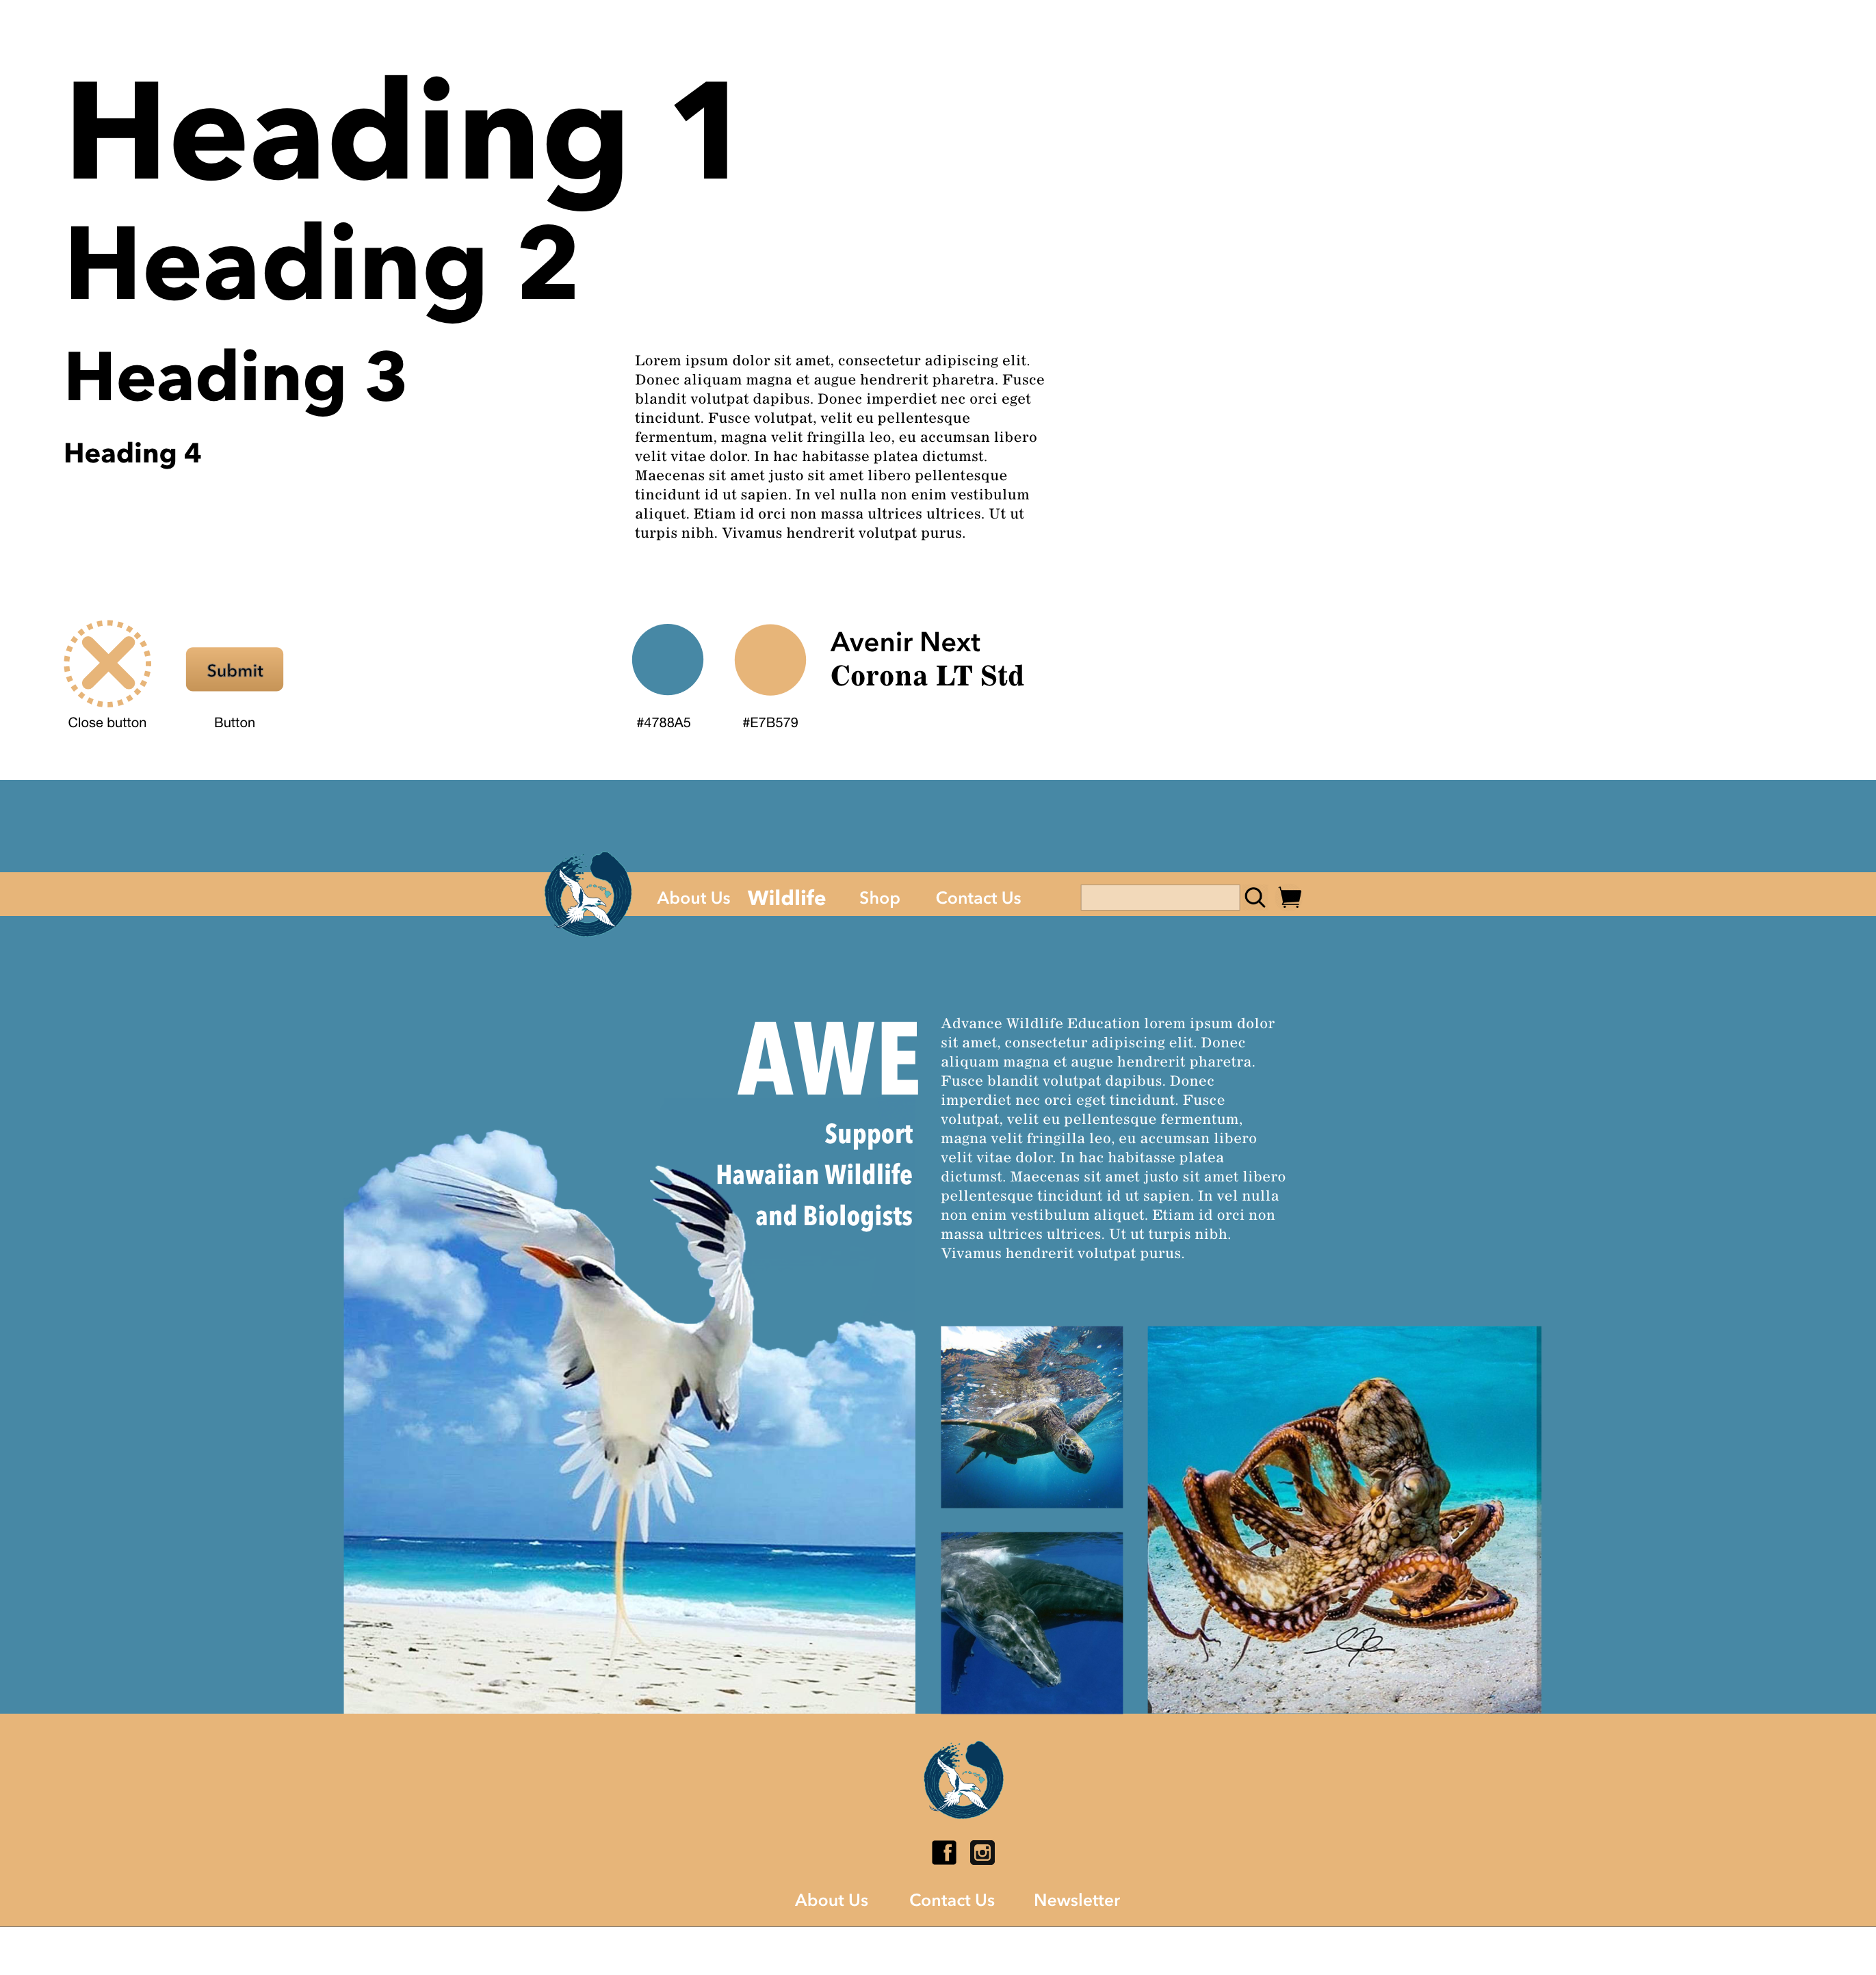 Heading 1
Heading 2
Heading 3
Heading 4
Lorem ipsum dolor sit amet, consectetur adipiscing elit.
Donec aliquam magna et augue hendrerit pharetra. Fusce
blandit volutpat dapibus. Donec imperdiet nec orci eget
tincidunt. Fusce volutpat, velit eu pellentesque
fermentum, magna velit fringilla leo, eu accumsan libero
velit vitae dolor. In hac habitasse platea dictumst.
Maecenas sit amet justo sit amet libero pellentesque
tincidunt id ut sapien. In vel nulla non enim vestibulum
aliquet. Etiam id orci non massa ultrices ultrices. Ut ut
turpis nibh. Vivamus hendrerit volutpat purus.
Submit
Close button
Button
Avenir Next
Corona LT Std
#4788A5
#E7B579
About Us
Wildlife
Shop
Contact Us
AWE
Support
Hawaiian Wildlife
and Biologists
Advance Wildlife Education lorem ipsum dolor
sit amet, consectetur adipiscing elit. Donec
aliquam magna et augue hendrerit pharetra.
Fusce blandit volutpat dapibus. Donec
imperdiet nec orci eget tincidunt. Fusce
volutpat, velit eu pellentesque fermentum,
magna velit fringilla leo, eu accumsan libero
velit vitae dolor. In hac habitasse platea
dictumst. Maecenas sit amet justo sit amet libero
pellentesque tincidunt id ut sapien. In vel nulla
non enim vestibulum aliquet. Etiam id orci non
massa ultrices ultrices. Ut ut turpis nibh.
Vivamus hendrerit volutpat purus.
About Us
Contact Us
Newsletter